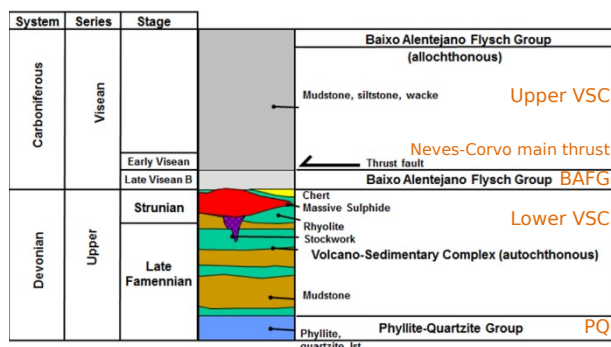 System Series Stage
Baixo Alentejano Flysch Group
(allochthonous)
Carboniferous
Visean
Mudstone, siltstone, wacke
Upper VSC
Neves-Corvo main thrust
Early Visean
Thrust fault
Late Visean B
Baixo Alentejano Flysch Group BAFG
Devonian
Upper
Strunian
Chert
Massive Sulphide
Lower VSC
Rhyolite
Stockwork
Volcano-Sedimentary Complex (autochthonous)
Late
Famennian
Mudstone
Phyllite-Quartzite Group PQ
Phyllite,
quartzite, lst